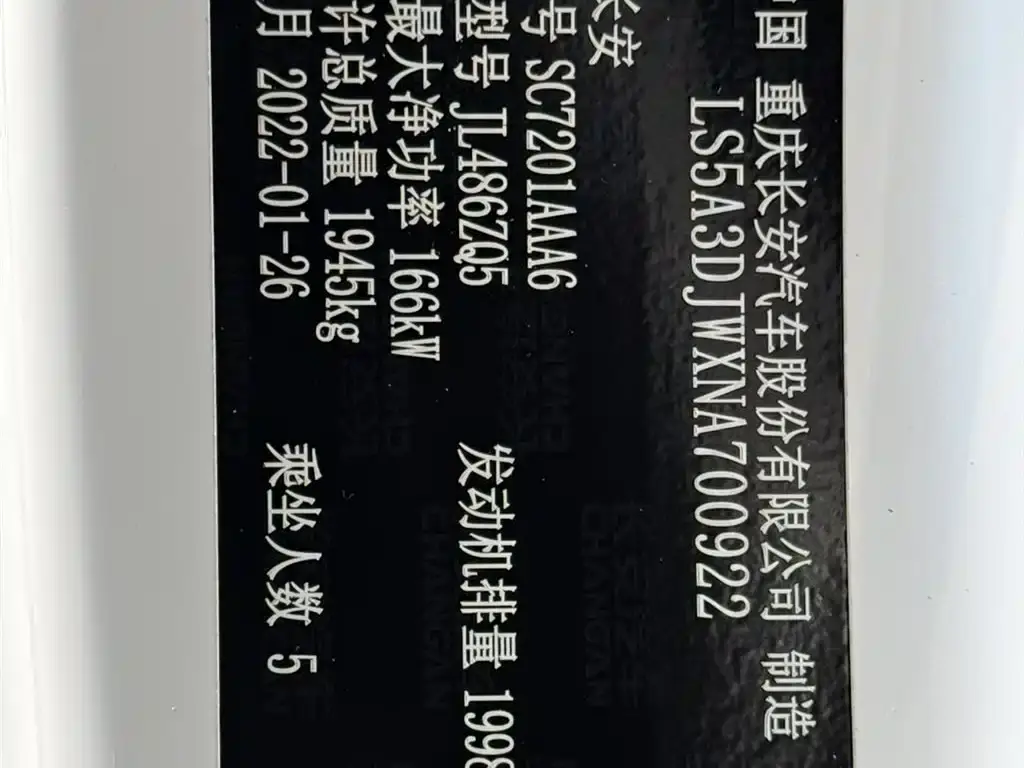 中国 重庆长安汽车股份有限公司 制造
LS5A3DJWXNA700922
长安
号 SC7201AAA6
型号 JL486ZQ5 发动机排量 1998
最大净功率 166kW
许总质量 1945kg
月 2022-01-26 乘坐人数 5